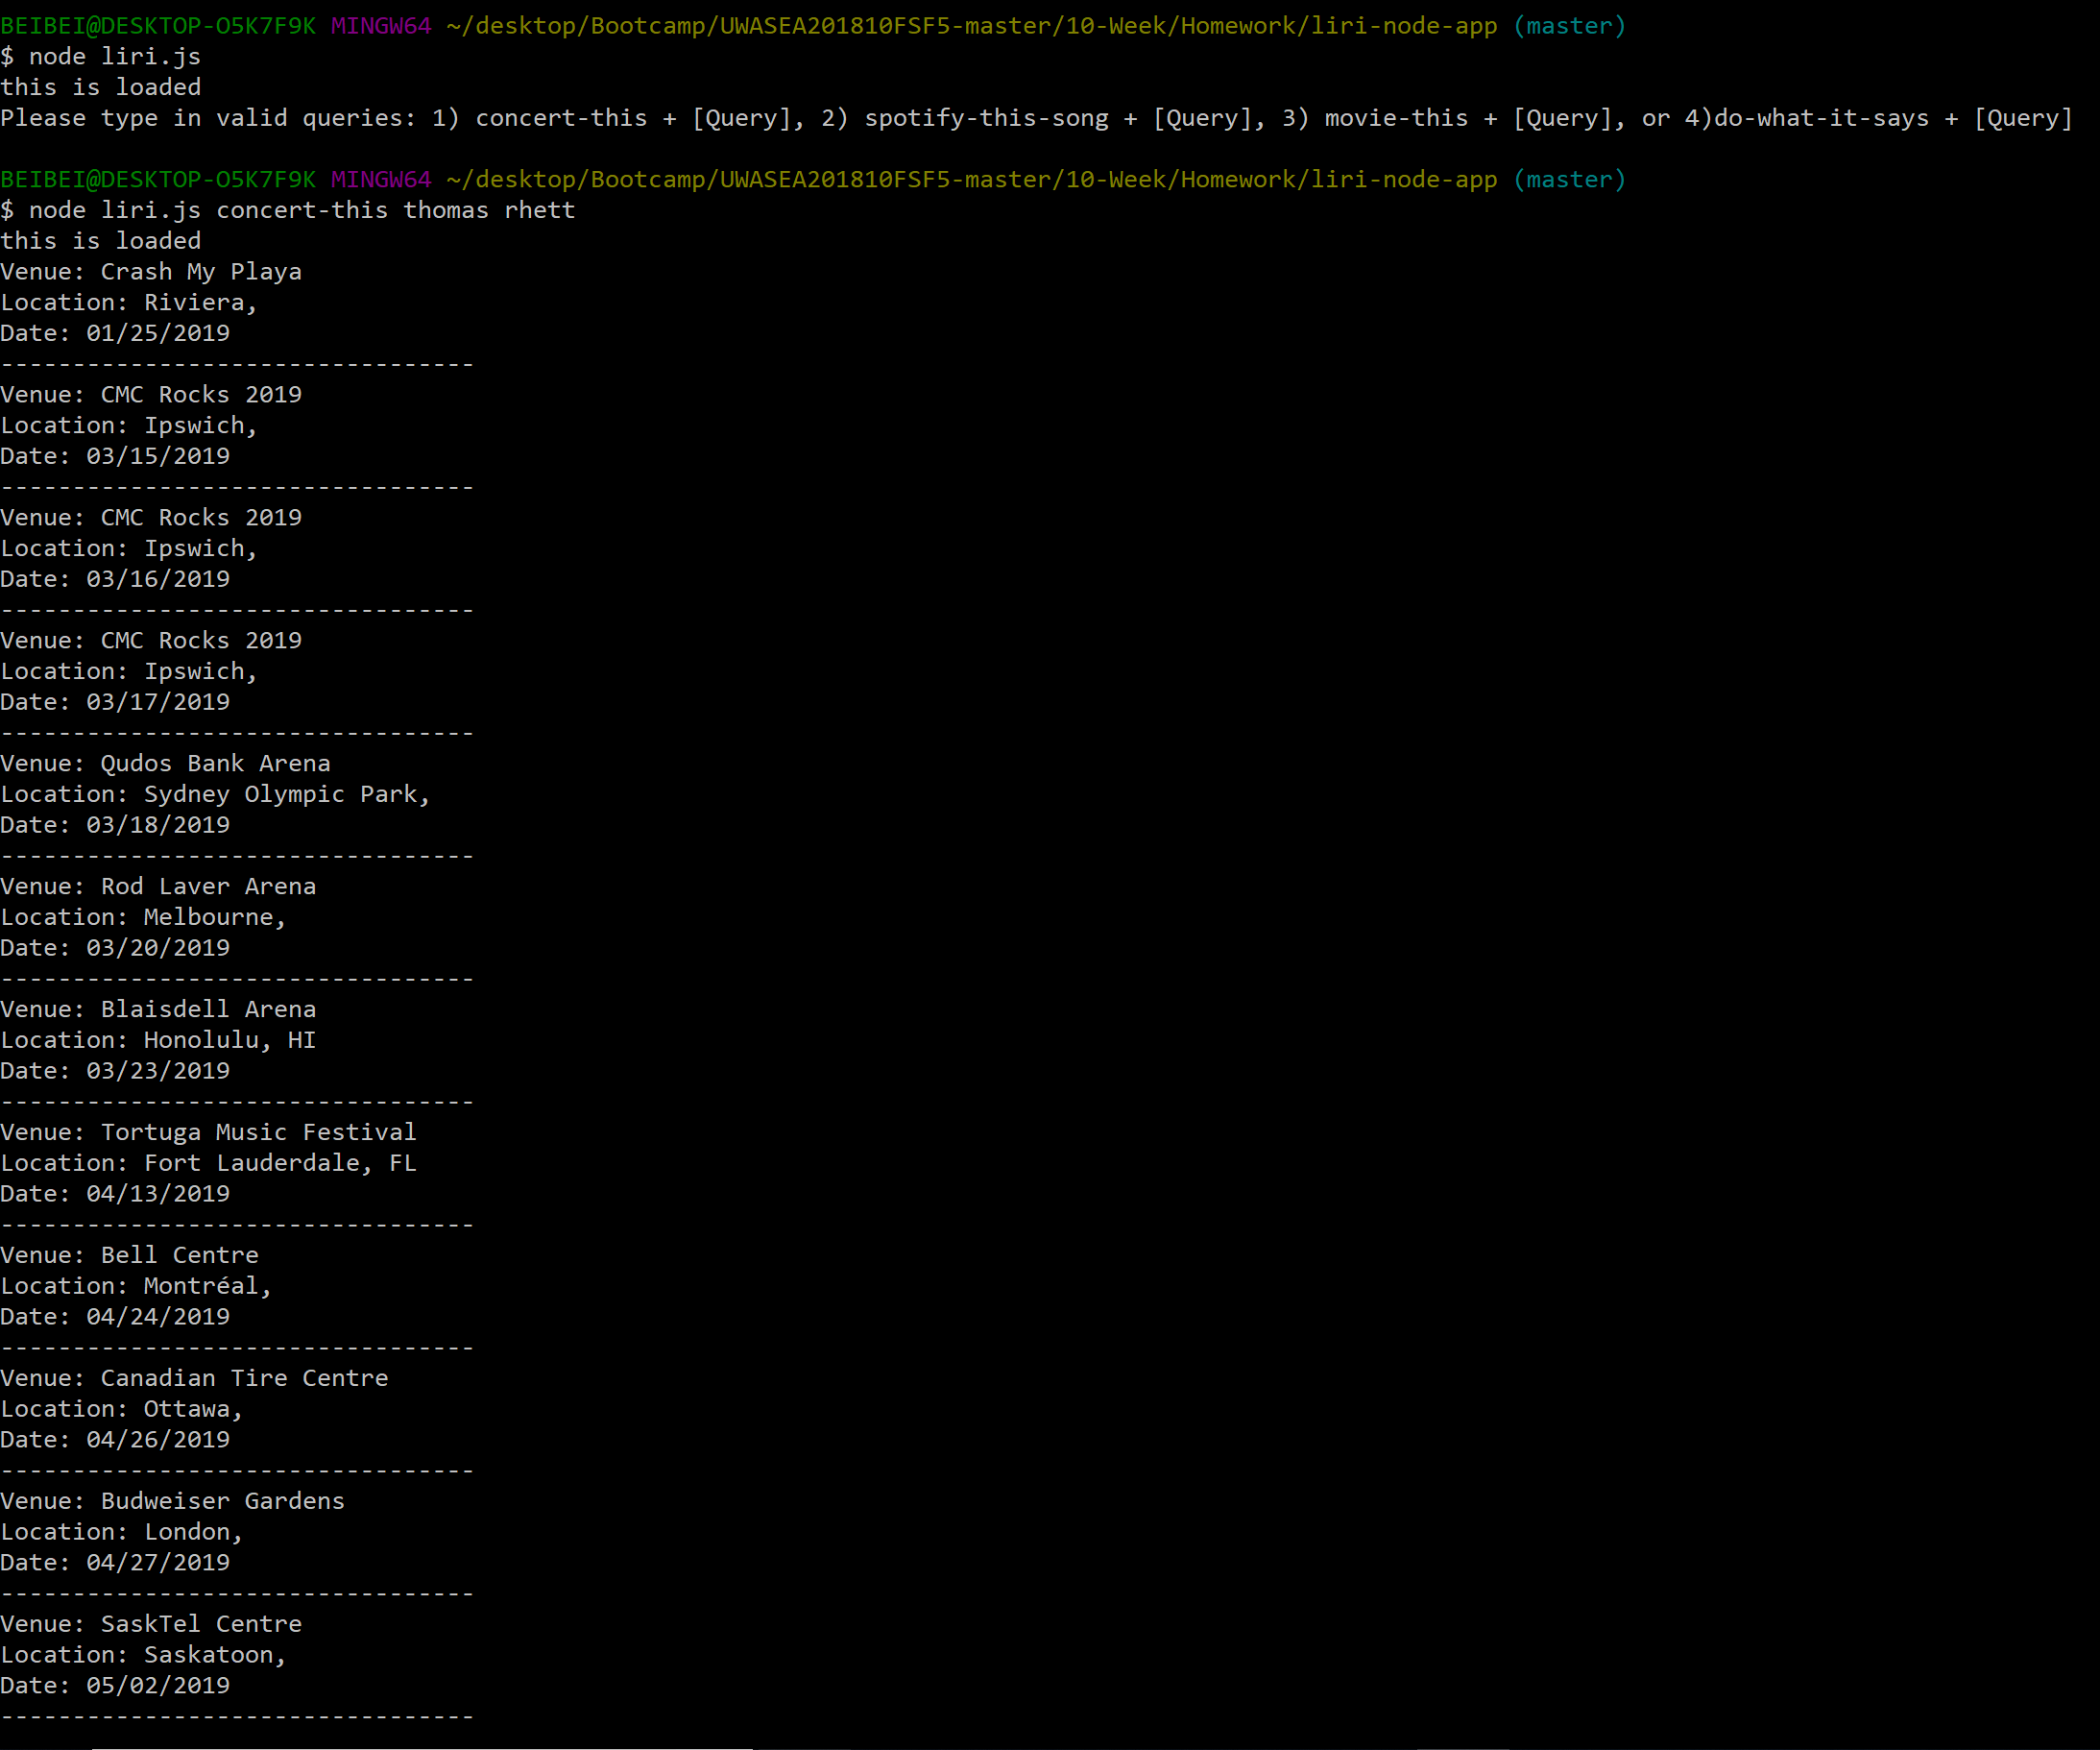 BEIBEI@DESKTOP-O5K7F9K MINGW64 ~/desktop/Bootcamp/UWASEA201810FSF5-master/10-Week/Homework/liri-node-app (master)
$ node liri.js
this is loaded
Please type in valid queries: 1) concert-this + [Query], 2) spotify-this-song + [Query], 3) movie-this + [Query], or 4)do-what-it-says + [Query]
BEIBEI@DESKTOP-O5K7F9K MINGW64 ~/desktop/Bootcamp/UWASEA201810FSF5-master/10-Week/Homework/liri-node-app (master)
$ node liri.js concert-this thomas rhett
this is loaded
Venue: Crash My Playa
Location: Riviera,
Date: 01/25/2019
---------------------------------
Venue: CMC Rocks 2019
Location: Ipswich,
Date: 03/15/2019
---------------------------------
Venue: CMC Rocks 2019
Location: Ipswich,
Date: 03/16/2019
---------------------------------
Venue: CMC Rocks 2019
Location: Ipswich,
Date: 03/17/2019
---------------------------------
Venue: Qudos Bank Arena
Location: Sydney Olympic Park,
Date: 03/18/2019
---------------------------------
Venue: Rod Laver Arena
Location: Melbourne,
Date: 03/20/2019
---------------------------------
Venue: Blaisdell Arena
Location: Honolulu, HI
Date: 03/23/2019
---------------------------------
Venue: Tortuga Music Festival
Location: Fort Lauderdale, FL
Date: 04/13/2019
---------------------------------
Venue: Bell Centre
Location: Montréal,
Date: 04/24/2019
---------------------------------
Venue: Canadian Tire Centre
Location: Ottawa,
Date: 04/26/2019
---------------------------------
Venue: Budweiser Gardens
Location: London,
Date: 04/27/2019
---------------------------------
Venue: SaskTel Centre
Location: Saskatoon,
Date: 05/02/2019
---------------------------------